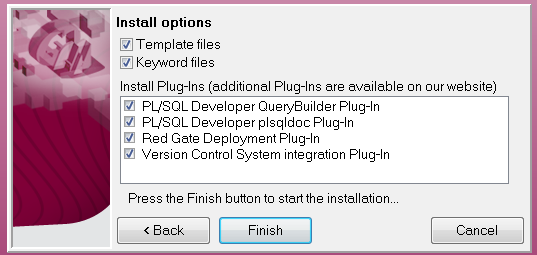 Install options
Template files
Keyword files
Install Plug-Ins (additional Plug-Ins are available on our website)
PL/SQL Developer QueryBuilder Plug-In
PL/SQL Developer plsqldoc Plug-In
Red Gate Deployment Plug-In
Version Control System integration Plug-In
Press the Finish button to start the installation...
< Back
Finish
Cancel